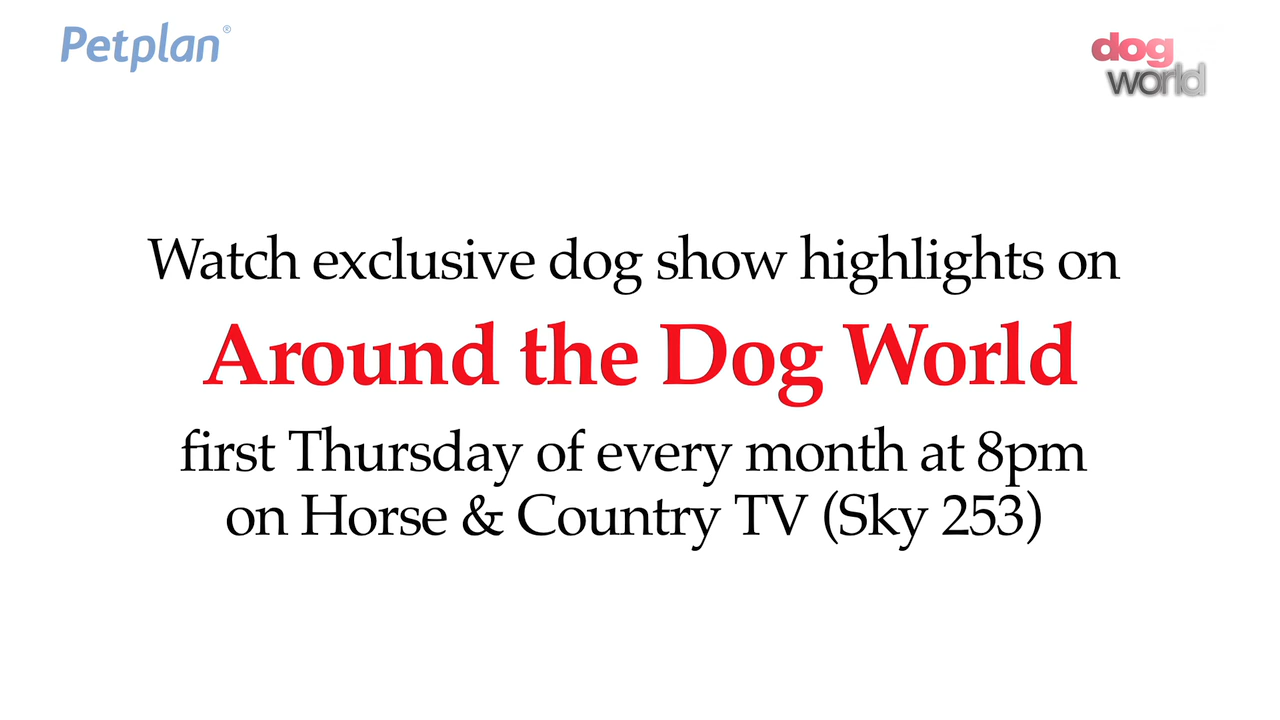 Petplan®
dog
world
Watch exclusive dog show highlights on
Around the Dog World
first Thursday of every month at 8pm
on Horse & Country TV (Sky 253)